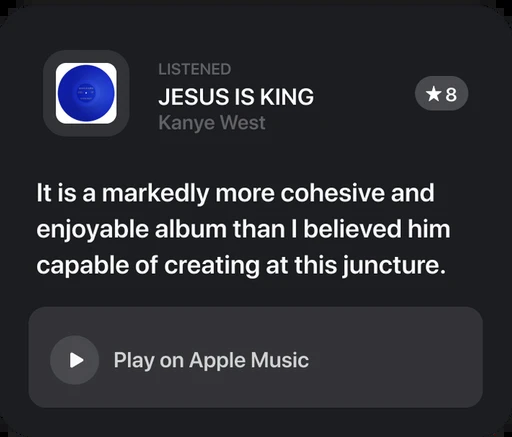 LISTENED
JESUS IS KING
★8
Kanye West
It is a markedly more cohesive and
enjoyable album than I believed him
capable of creating at this juncture.
Play on Apple Music